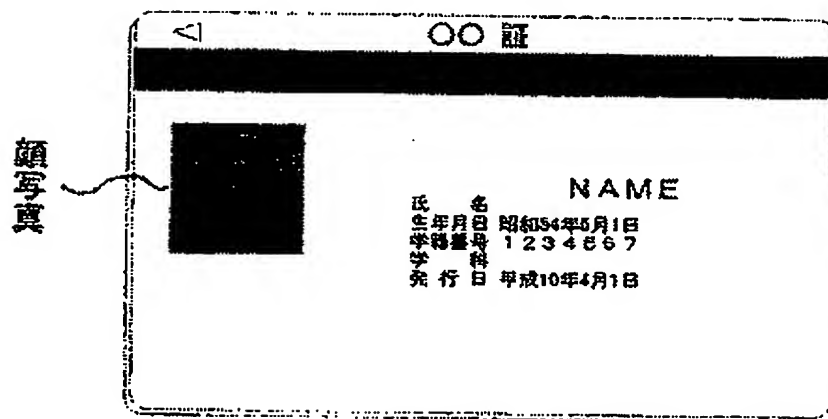 ○○ 証
顔写真
NAME
氏名
生年月日 昭和54年5月1日
学籍番号 1234567
学科
発行日 平成10年4月1日